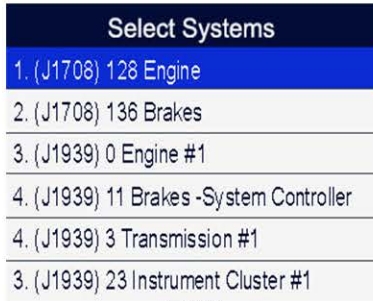 Select Systems
1. (J1708) 128 Engine
2. (J1708) 136 Brakes
3. (J1939) 0 Engine #1
4. (J1939) 11 Brakes -System Controller
4. (J1939) 3 Transmission #1
3. (J1939) 23 Instrument Cluster #1